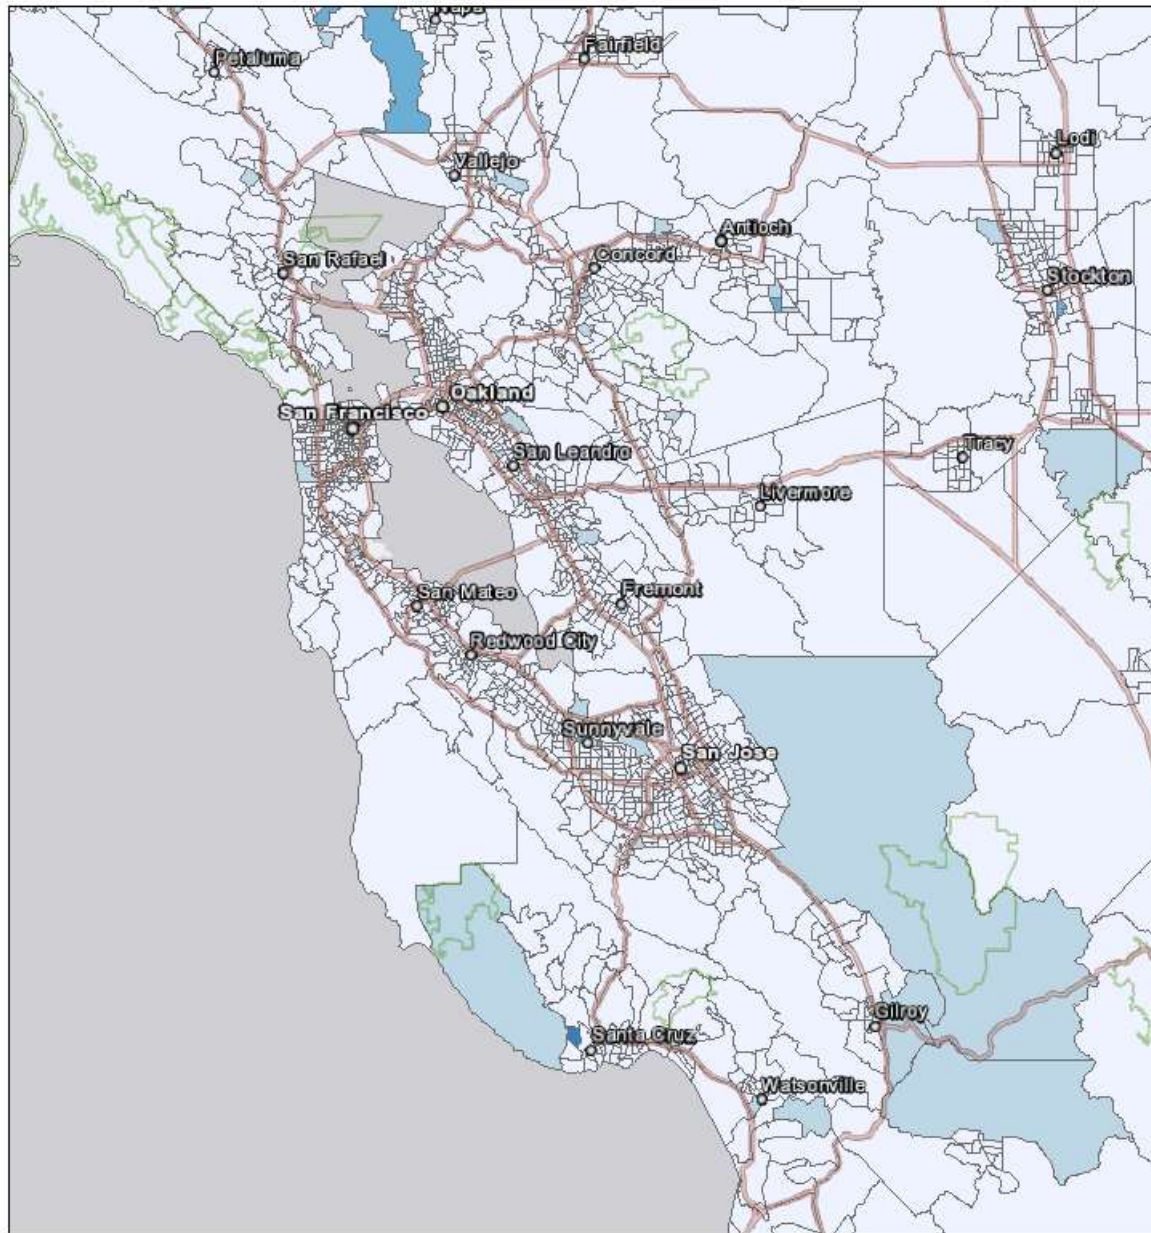 Napa
Fairfield
Petaluma
Lodi
Vallejo
Antioch
San Rafael
Concord
Stockton
Oakland
San Francisco
Tracy
San Leandro
Livermore
Fremont
San Mateo
Redwood City
Sunnyvale
San Jose
Gilroy
Santa Cruz
Watsonville